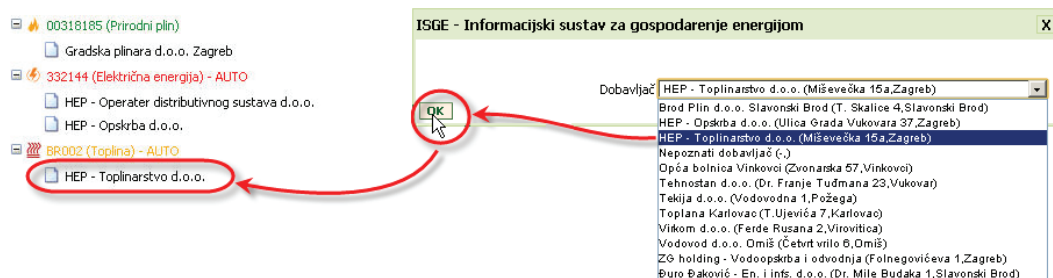 00318185 (Prirodni plin)
Gradska plinara d.o.o. Zagreb
332144 (Električna energija) - AUTO
HEP - Operater distributivnog sustava d.o.o.
HEP - Opskrba d.o.o.
BR002 (Toplina) - AUTO
HEP - Toplinarstvo d.o.o.
ISGE - Informacijski sustav za gospodarenje energijom
X
Dobavljač
HEP - Toplinarstvo d.o.o. (Miševečka 15a,Zagreb)
OK
Brod Plin d.o.o. Slavonski Brod (T. Skalice 4,Slavonski Brod)
HEP - Opskrba d.o.o. (Ulica Grada Vukovara 37,Zagreb)
HEP - Toplinarstvo d.o.o. (Miševečka 15a,Zagreb)
Nepoznati dobavljač (-,)
Opća bolnica Vinkovci (Zvonarska 57,Vinkovci)
Tehnostan d.o.o. (Dr. Franje Tuđmana 23,Vukovar)
Tekija d.o.o. (Vodovodna 1,Požega)
Toplana Karlovac (T.Ujevića 7,Karlovac)
Virkom d.o.o. (Ferde Rusana 2,Virovitica)
Vodovod d.o.o. Omiš (Četvrt vrilo 6,Omiš)
ZG holding - Vodoopskrba i odvodnja (Folnegovićeva 1,Zagreb)
Đuro Đaković - En. i infs. d.o.o. (Dr. Mile Budaka 1,Slavonski Brod)